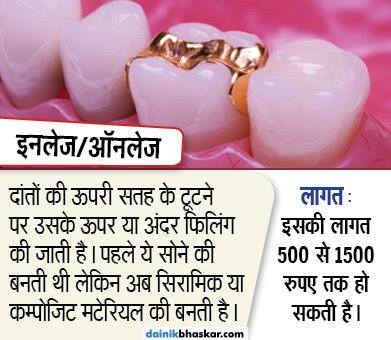 इनलेज/ऑनलेज
दांतों की ऊपरी सतह के टूटने
पर उसके ऊपर या अंदर फिलिंग
की जाती है। पहले ये सोने की
बनती थी लेकिन अब सिरामिक या
कम्पोजिट मटेरियल की बनती है।
लागत :
इसकी लागत
500 से 1500
रुपए तक हो
सकती है।
dainikbhaskar.com